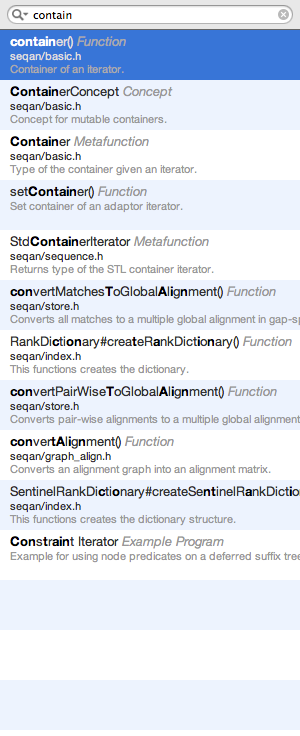 contain
container() Function
seqan/basic.h
Container of an iterator.
ContainerConcept Concept
seqan/basic.h
Concept for mutable containers.
Container Metafunction
seqan/basic.h
Type of the container given an iterator.
setContainer() Function
Set container of an adaptor iterator.
StdContainerIterator Metafunction
seqan/sequence.h
Returns type of the STL container iterator.
convertMatchesToGlobalAlignment() Function
seqan/store.h
Converts all matches to a multiple global alignment in gap-sp
RankDictionary#createRankDictionary() Function
seqan/index.h
This functions creates the dictionary.
convertPairWiseToGlobalAlignment() Function
seqan/store.h
Converts pair-wise alignments to a multiple global alignment
convertAlignment() Function
seqan/graph_align.h
Converts an alignment graph into an alignment matrix.
SentinelRankDictionary#createSentinelRankDictio
seqan/index.h
This functions creates the dictionary structure.
Constraint Iterator Example Program
Example for using node predicates on a deferred suffix tree